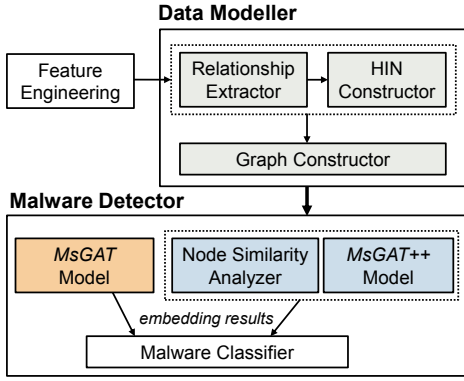 Data Modeller
Feature
Engineering
Relationship
Extractor
HIN
Constructor
Graph Constructor
Malware Detector
MsGAT
Model
Node Similarity
Analyzer
MsGAT++
Model
embedding results
Malware Classifier